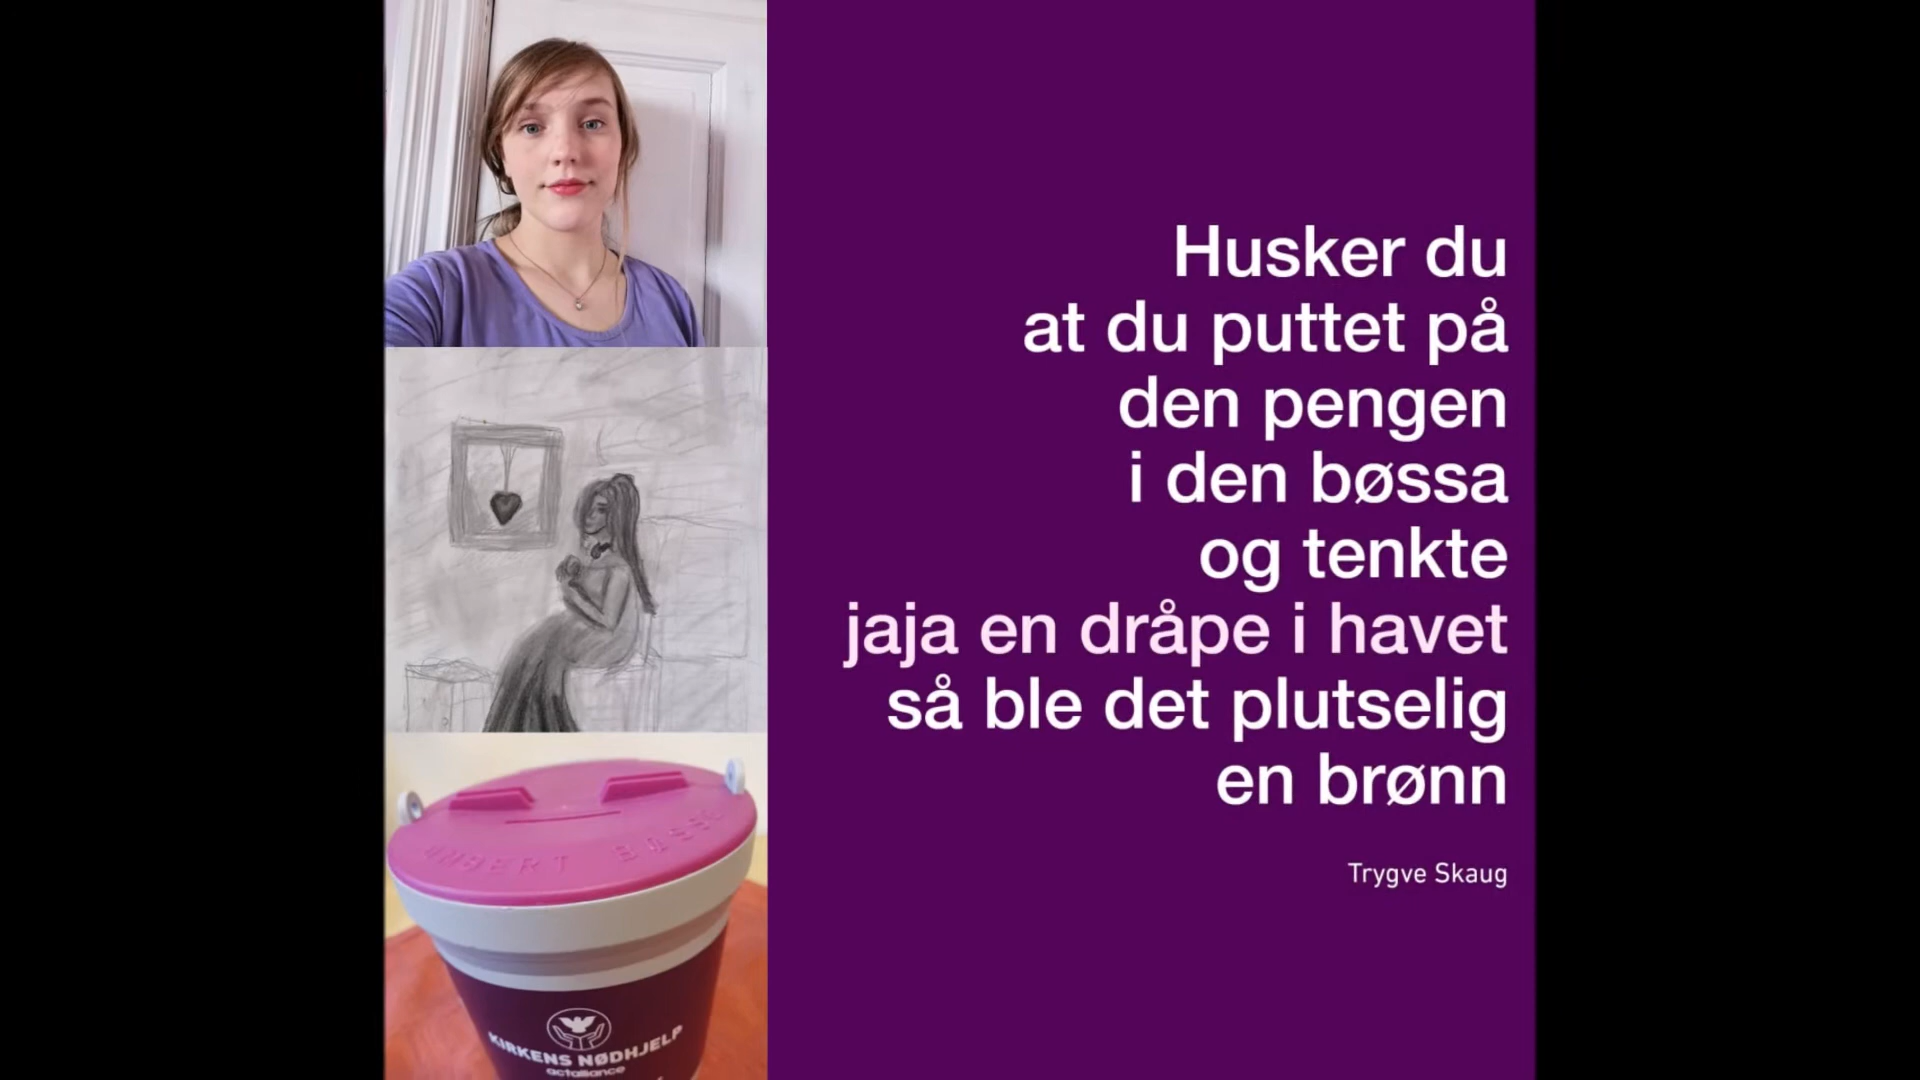 Husker du
at du puttet på
den pengen
i den bøssa
og tenkte
jaja en dråpe i havet
så ble det plutselig
en brønn
Trygve Skaug
KIRKENS NØDHJELP
actalliance